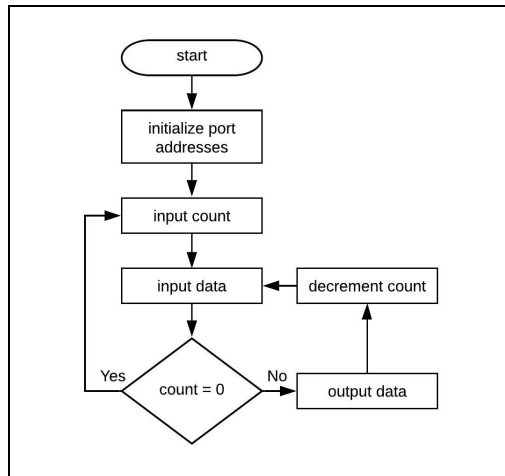 start
initialize port
addresses
input count
input data
decrement count
Yes
count = 0
No
output data